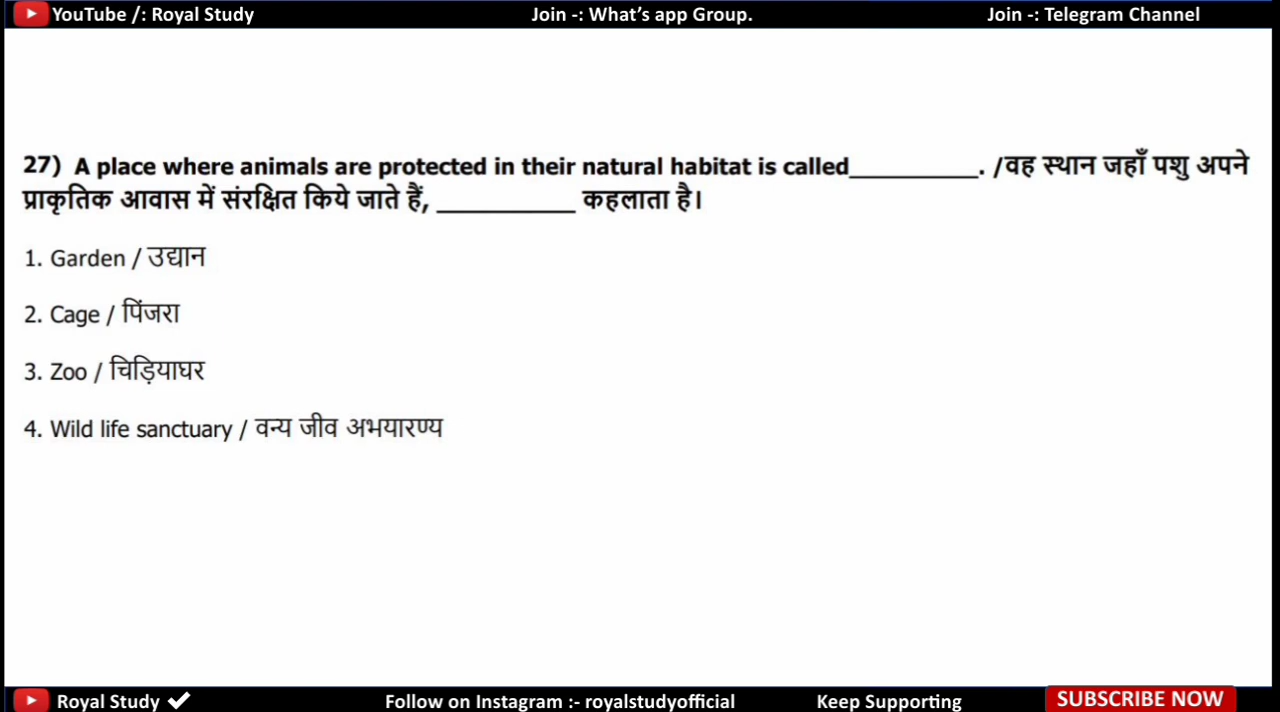 YouTube /: Royal Study Join -: What’s app Group. Join -: Telegram Channel
27) A place where animals are protected in their natural habitat is called__________. /वह स्थान जहाँ पशु अपने
प्राकृतिक आवास में संरक्षित किये जाते हैं, __________ कहलाता है।
1. Garden / उद्यान
2. Cage / पिंजरा
3. Zoo / चिड़ियाघर
4. Wild life sanctuary / वन्य जीव अभयारण्य
Royal Study Follow on Instagram :- royalstudyofficial Keep Supporting SUBSCRIBE NOW